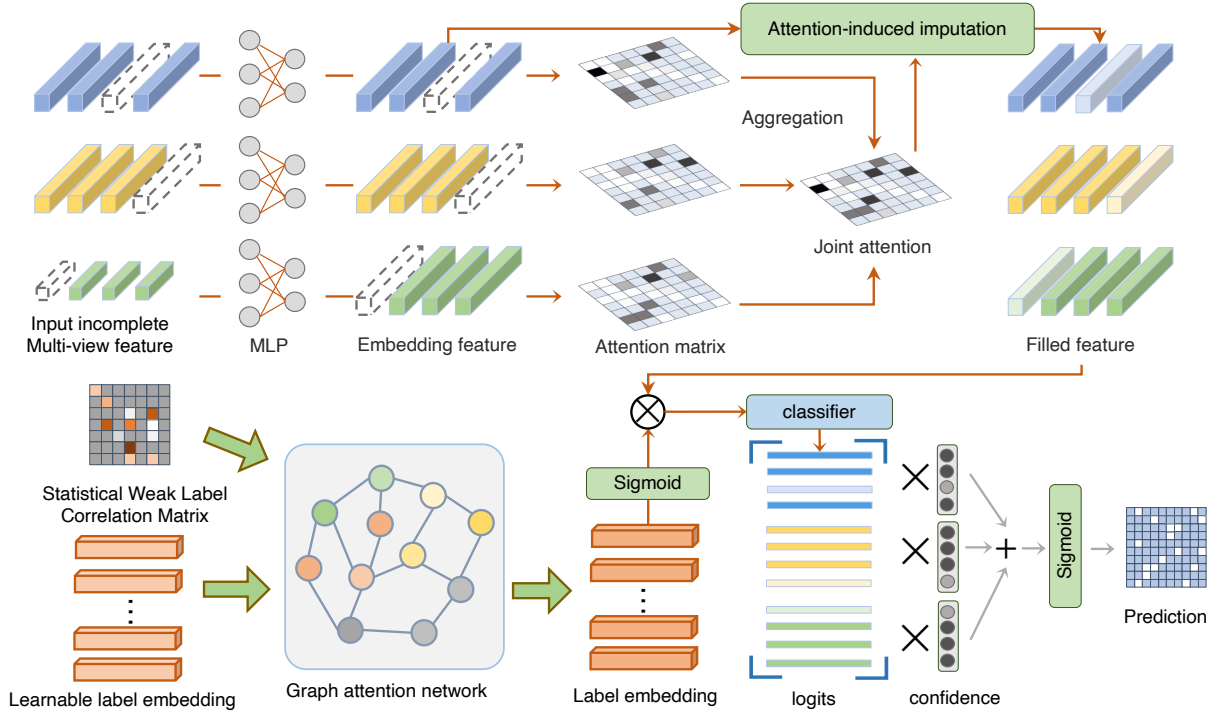 Attention-induced imputation
Aggregation
Joint attention
Input incomplete
Multi-view feature
MLP
Embedding feature
Attention matrix
Filled feature
classifier
Statistical Weak Label
Correlation Matrix
Sigmoid
Sigmoid
Prediction
Learnable label embedding
Graph attention network
Label embedding
logits
confidence